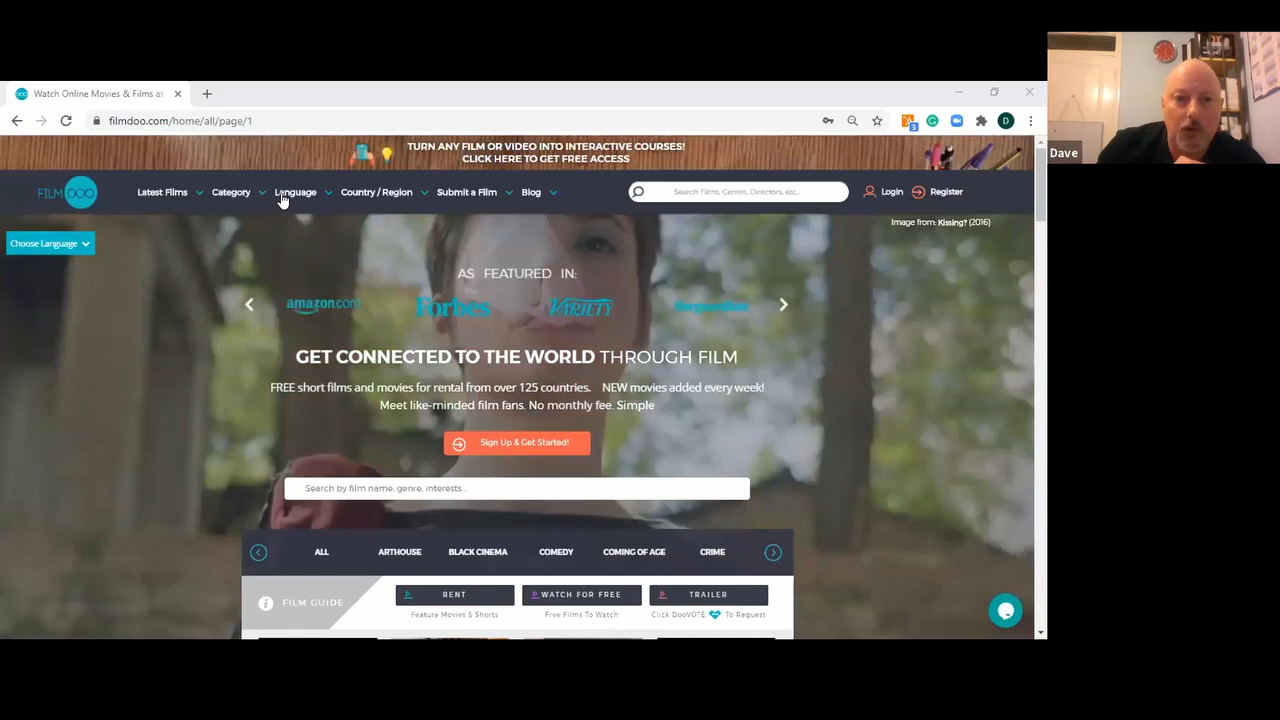 Watch Online Movies & Films a
filmdoo.com/home/all/page/1
3
D
Dave
TURN ANY FILM OR VIDEO INTO INTERACTIVE COURSES!
CLICK HERE TO GET FREE ACCESS
FILM DOO
Latest Films
Category
Language
Country / Region
Submit a Film
Blog
Search Films, Genres, Directors, etc...
Login
Register
Image from: Kissing? (2016)
Choose Language
AS FEATURED IN:
amazon.com
Forbes
VARIETY
GET CONNECTED TO THE WORLD THROUGH FILM
FREE short films and movies for rental from over 125 countries. NEW movies added every week!
Meet like-minded film fans. No monthly fee. Simple
Sign Up & Get Started!
Search by film name, genre, interests...
ALL
ARTHOUSE
BLACK CINEMA
COMEDY
COMING OF AGE
CRIME
FILM GUIDE
RENT
WATCH FOR FREE
TRAILER
Feature Movies & Shorts
Free Films To Watch
Click DooVOTE To Request